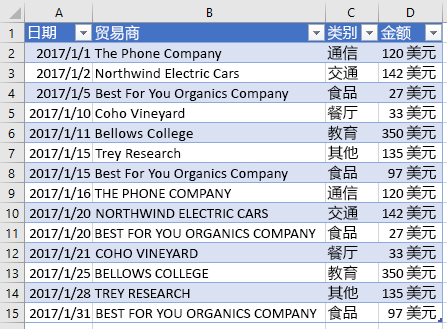 A B C D
1 日期 贸易商 类别 金额
2 2017/1/1 The Phone Company 通信 120 美元
3 2017/1/2 Northwind Electric Cars 交通 142 美元
4 2017/1/5 Best For You Organics Company 食品 27 美元
5 2017/1/10 Coho Vineyard 餐厅 33 美元
6 2017/1/11 Bellows College 教育 350 美元
7 2017/1/15 Trey Research 其他 135 美元
8 2017/1/15 Best For You Organics Company 食品 97 美元
9 2017/1/16 THE PHONE COMPANY 通信 120 美元
10 2017/1/20 NORTHWIND ELECTRIC CARS 交通 142 美元
11 2017/1/20 BEST FOR YOU ORGANICS COMPANY 食品 27 美元
12 2017/1/21 COHO VINEYARD 餐厅 33 美元
13 2017/1/25 BELLOWS COLLEGE 教育 350 美元
14 2017/1/28 TREY RESEARCH 其他 135 美元
15 2017/1/31 BEST FOR YOU ORGANICS COMPANY 食品 97 美元